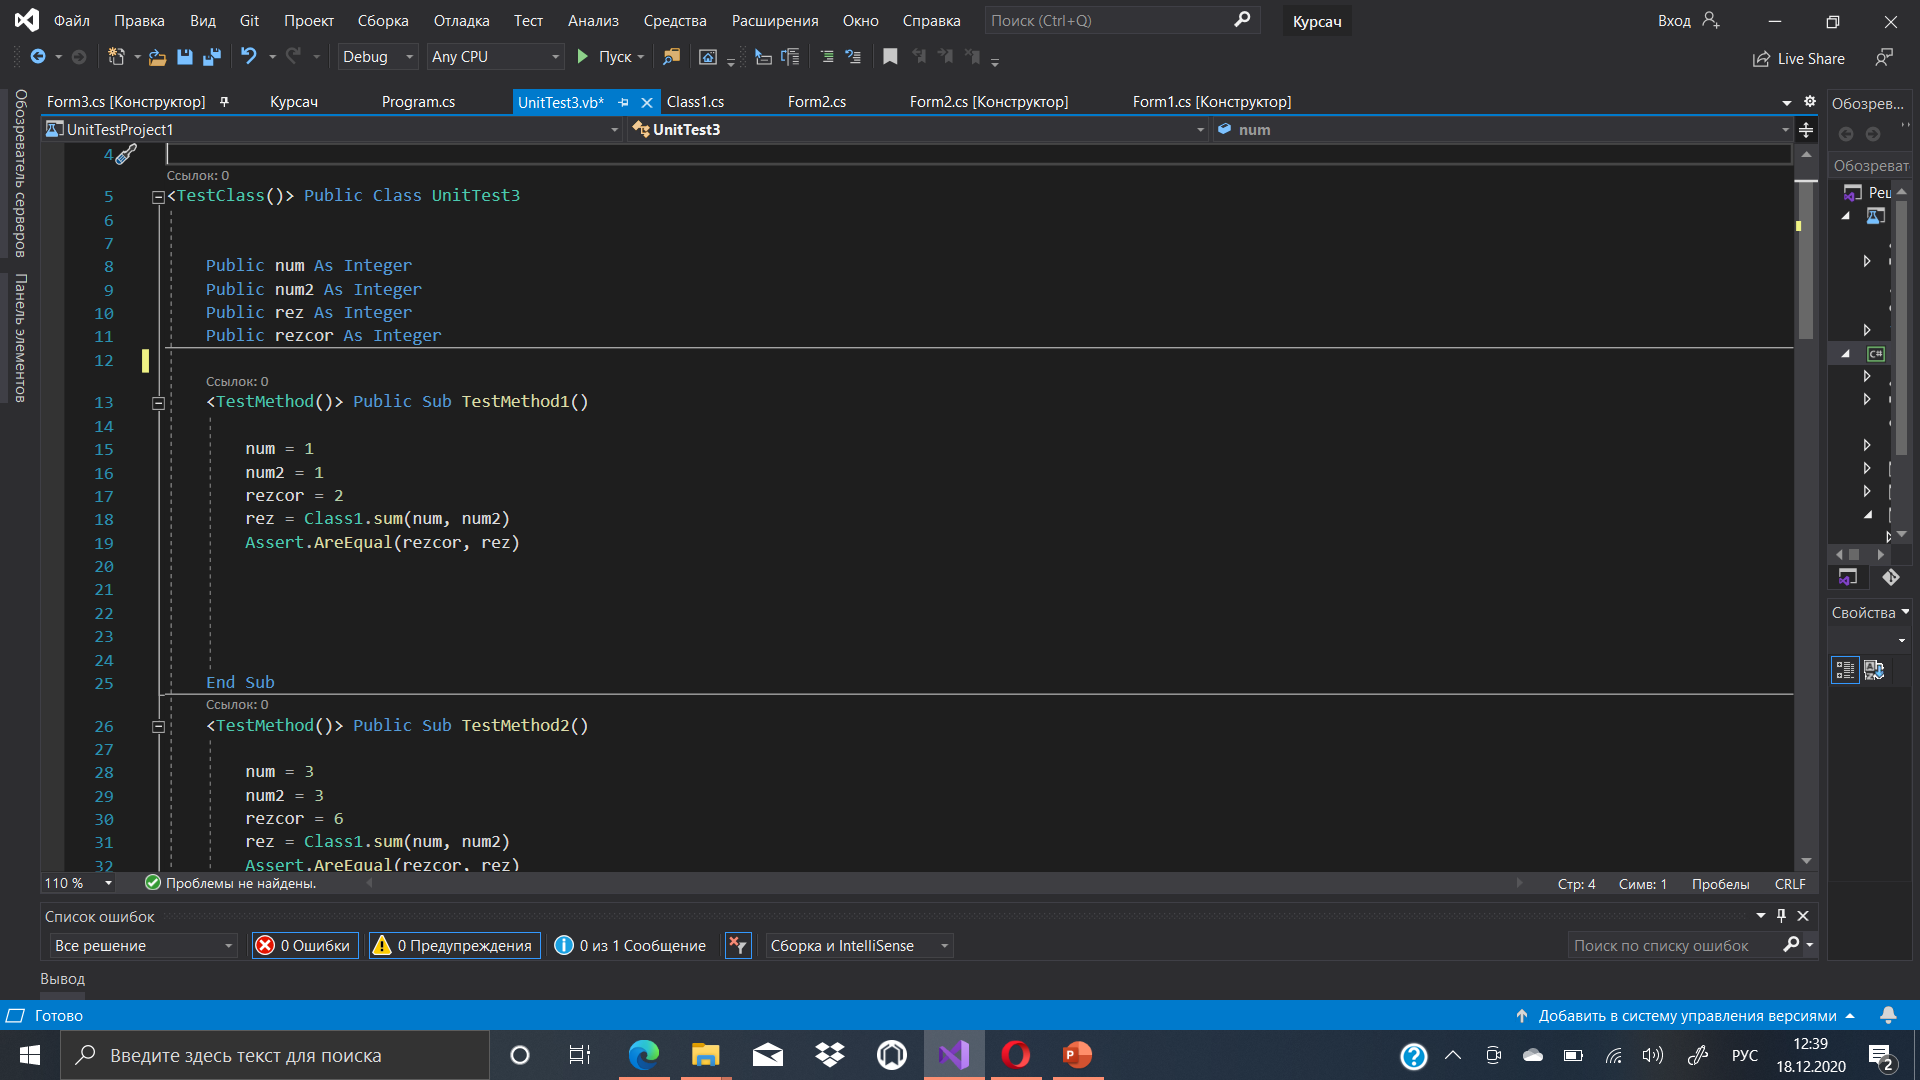 Файл Правка Вид Git Проект Сборка Отладка Тест Анализ Средства Расширения Окно Справка Поиск (Ctrl+Q) Курсач Вход
Debug Any CPU Пуск Live Share
Обозреватель серверов
Панель элементов
Form3.cs [Конструктор] Курсач Program.cs UnitTest3.vb* Class1.cs Form2.cs Form2.cs [Конструктор] Form1.cs [Конструктор]
UnitTestProject1 UnitTest3 num
4
Ссылок: 0
5 <TestClass()> Public Class UnitTest3
6
7
8 Public num As Integer
9 Public num2 As Integer
10 Public rez As Integer
11 Public rezcor As Integer
12
Ссылок: 0
13 <TestMethod()> Public Sub TestMethod1()
14
15 num = 1
16 num2 = 1
17 rezcor = 2
18 rez = Class1.sum(num, num2)
19 Assert.AreEqual(rezcor, rez)
20
21
22
23
24
25 End Sub
Ссылок: 0
26 <TestMethod()> Public Sub TestMethod2()
27
28 num = 3
29 num2 = 3
30 rezcor = 6
31 rez = Class1.sum(num, num2)
32 Assert.AreEqual(rezcor, rez)
110 % Проблемы не найдены. Стр: 4 Симв: 1 Пробелы CRLF
Обозрев...
Обозреват
Реш
C#
Свойства
Список ошибок
Все решение 0 Ошибки 0 Предупреждения 0 из 1 Сообщение Сборка и IntelliSense Поиск по списку ошибок
Вывод
Готово Добавить в систему управления версиями
Введите здесь текст для поиска РУС 12:39
18.12.2020 2